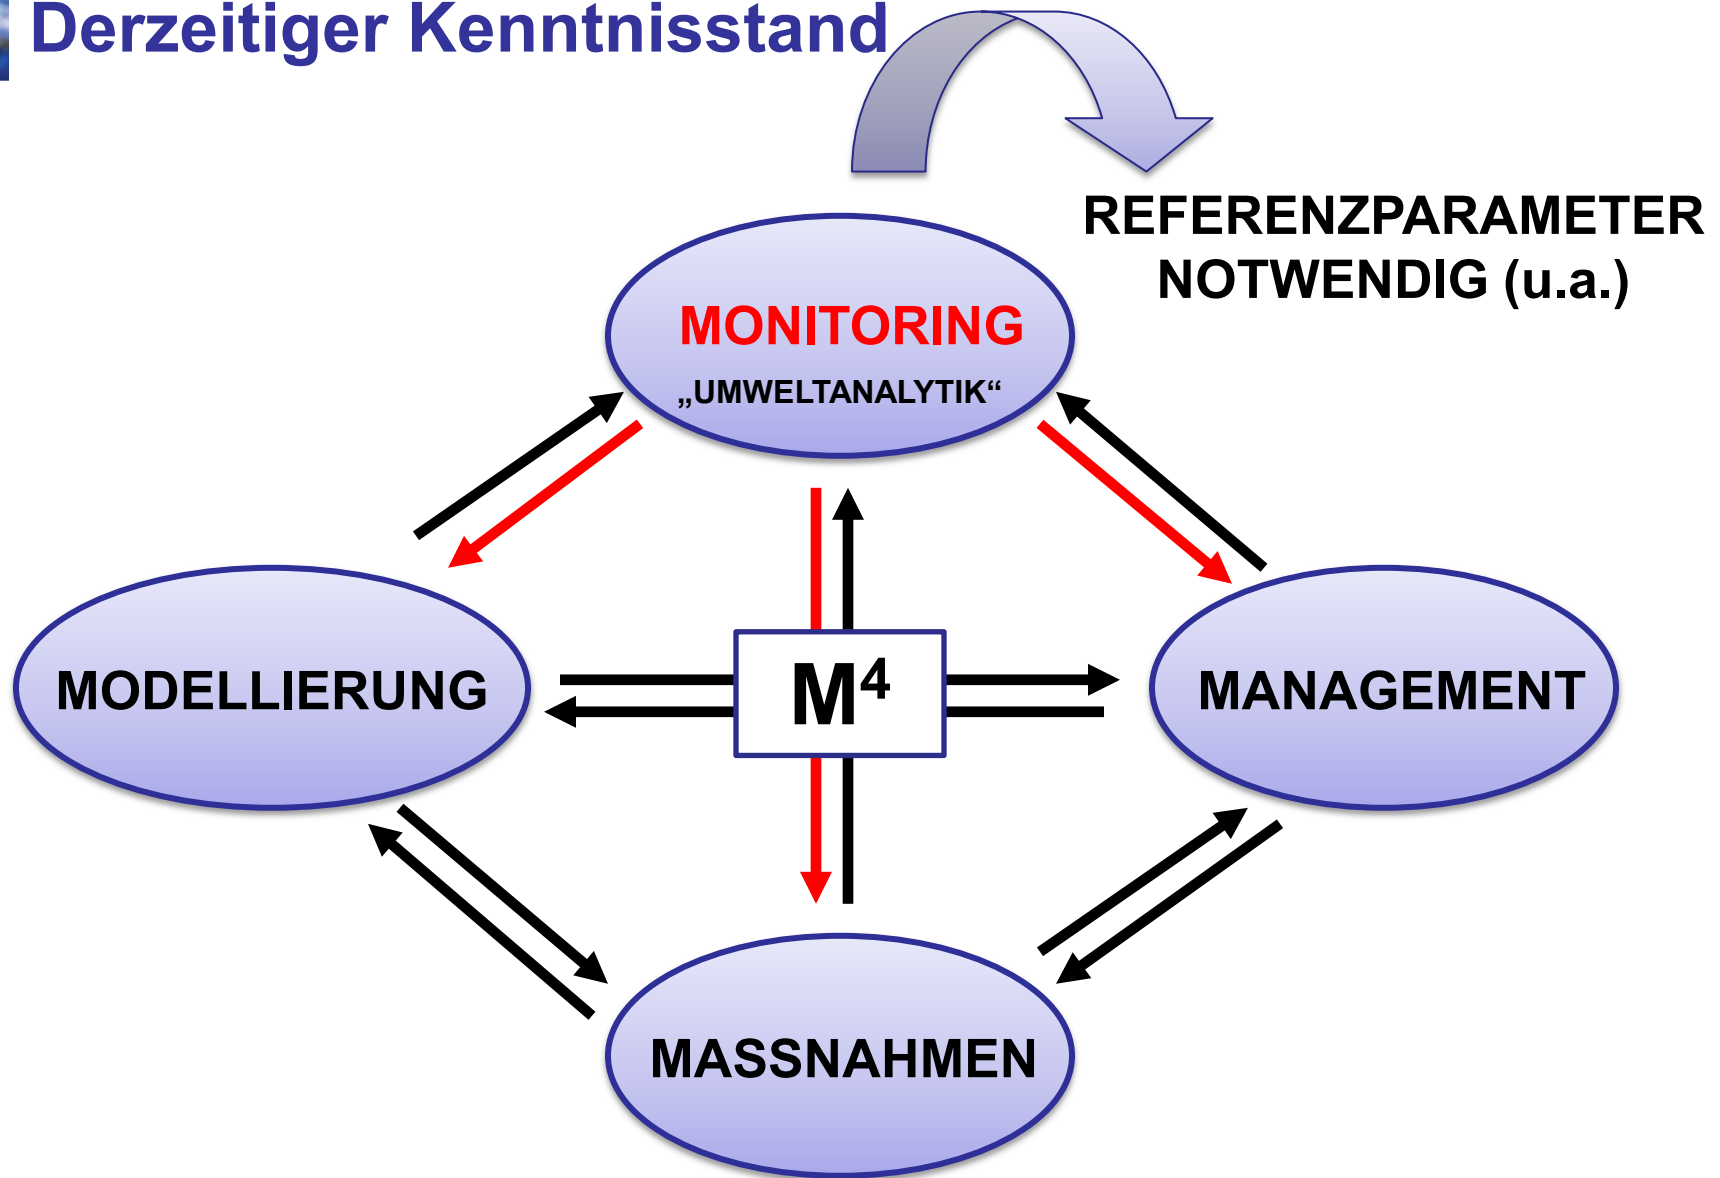 Derzeitiger Kenntnisstand
REFERENZPARAMETER
NOTWENDIG (u.a.)
MONITORING
„UMWELTANALYTIK“
MODELLIERUNG
M⁴
MANAGEMENT
MASSNAHMEN